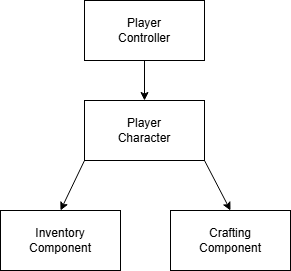 Player
Controller
Player
Character
Inventory
Component
Crafting
Component